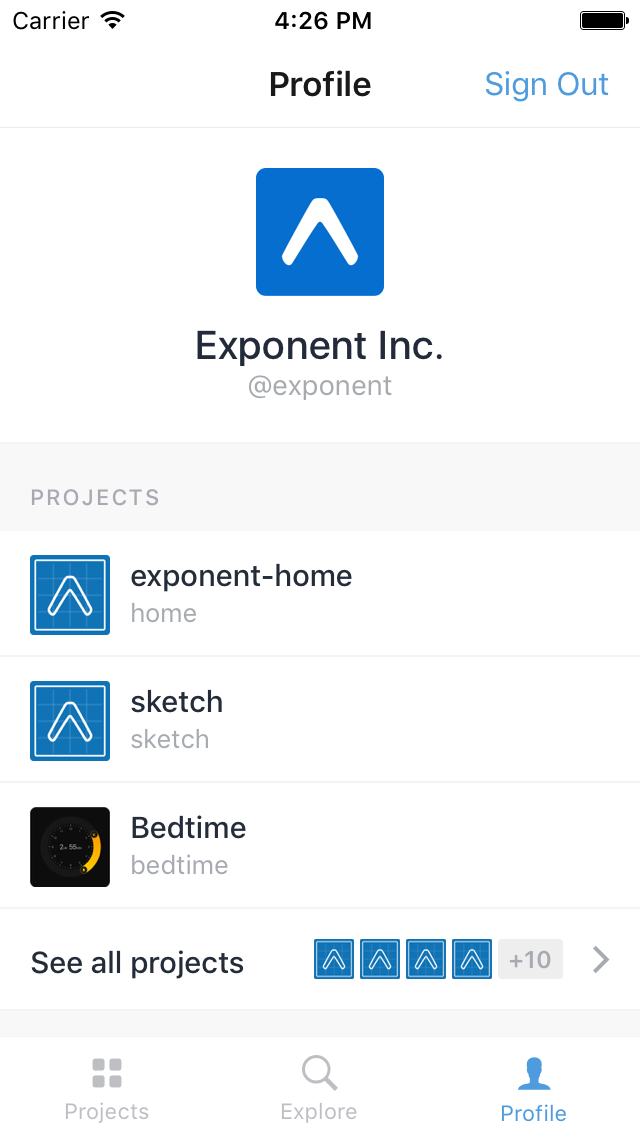 Carrier 4:26 PM
Profile Sign Out
Exponent Inc.
@exponent
PROJECTS
exponent-home
home
sketch
sketch
Bedtime
bedtime
See all projects +10
Projects Explore Profile